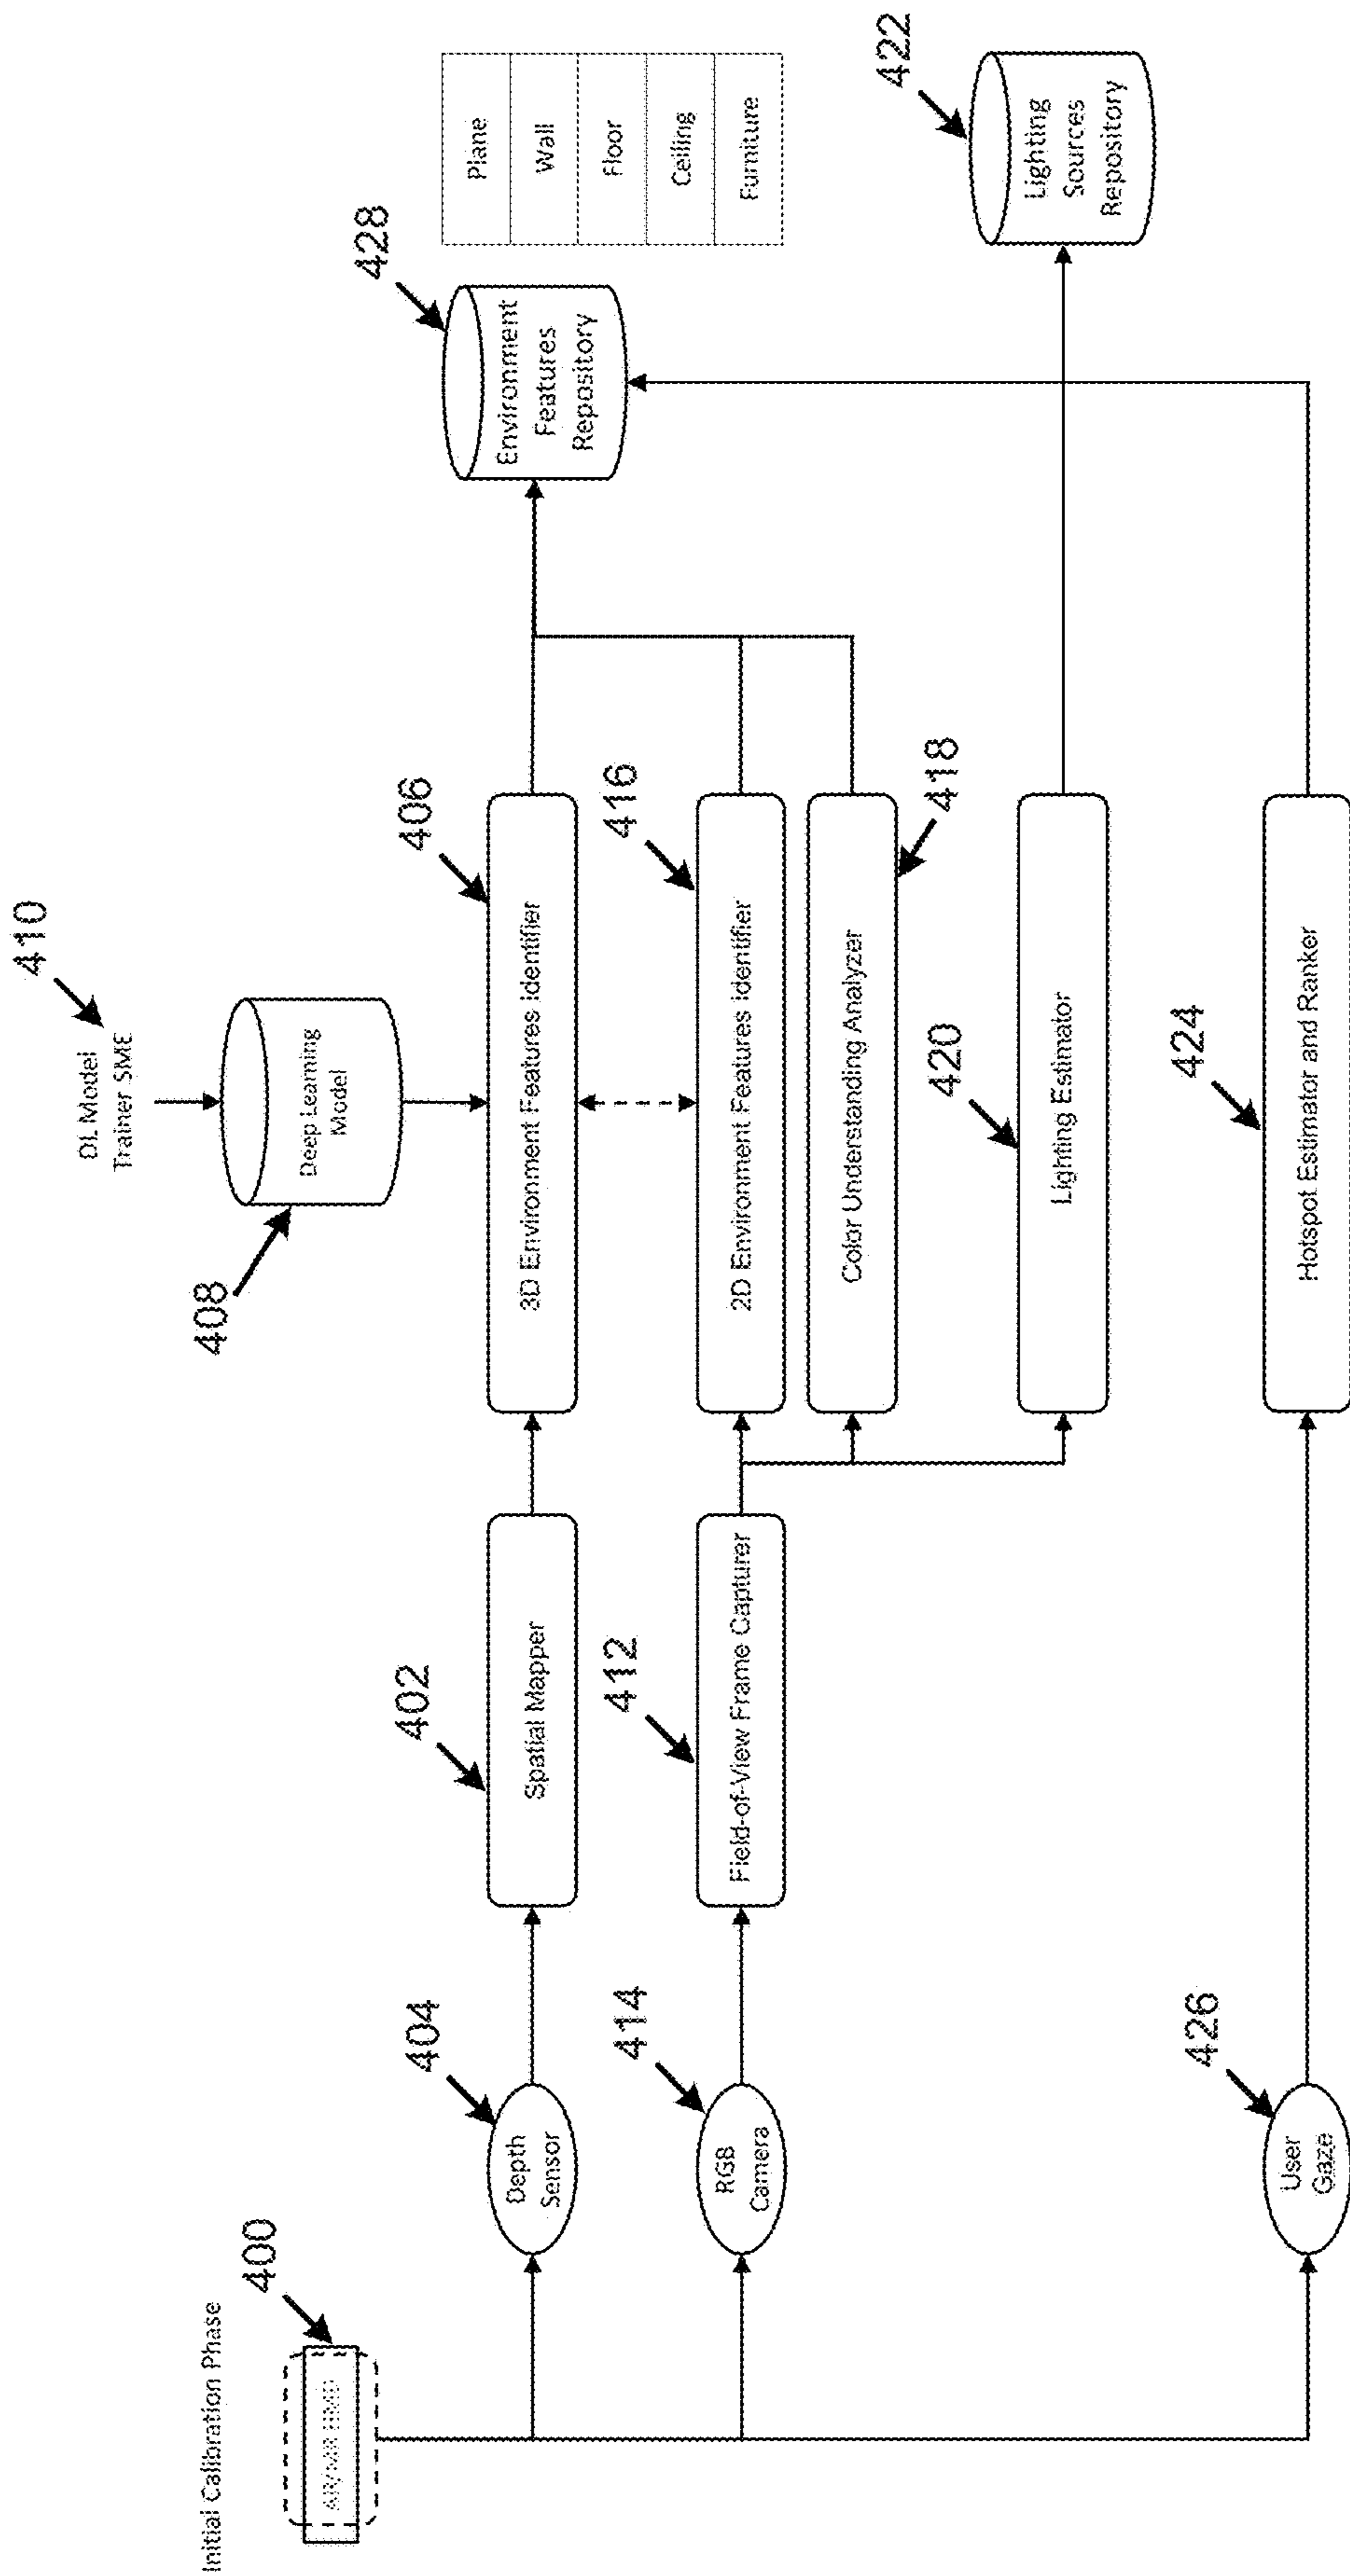 Initial Calibration Phase
400
AR/MR HMD
404
Depth
Sensor
414
RGB
Camera
426
User
Gaze
402
Spatial Mapper
412
Field-of-View Frame Capturer
410
DL Model
Trainer SME
408
Deep Learning
Model
406
3D Environment Features Identifier
416
2D Environment Features Identifier
Color Understanding Analyzer
418
420
Lighting Estimator
424
Hotspot Estimator and Ranker
428
Environment
Features
Repository
Plane
Wall
Floor
Ceiling
Furniture
422
Lighting
Sources
Repository